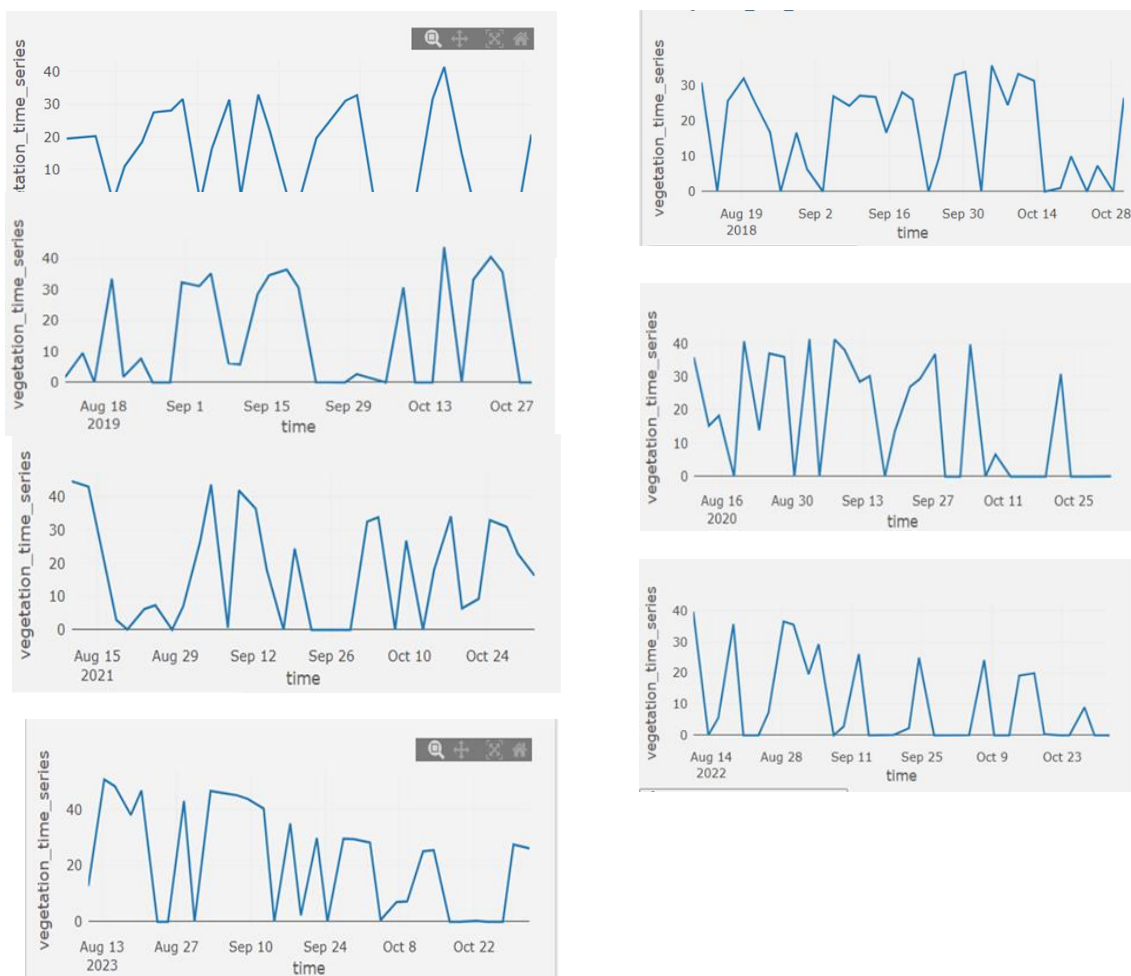 tation_time_series
40
30
20
10
vegetation_time_series
30
20
10
0
Aug 19 Sep 2 Sep 16 Sep 30 Oct 14 Oct 28
2018
time
vegetation_time_series
40
30
20
10
0
Aug 18 Sep 1 Sep 15 Sep 29 Oct 13 Oct 27
2019
time
vegetation_time_series
40
30
20
10
0
Aug 16 Aug 30 Sep 13 Sep 27 Oct 11 Oct 25
2020
time
vegetation_time_series
40
30
20
10
0
Aug 15 Aug 29 Sep 12 Sep 26 Oct 10 Oct 24
2021
time
vegetation_time_series
40
30
20
10
0
Aug 14 Aug 28 Sep 11 Sep 25 Oct 9 Oct 23
2022
time
vegetation_time_series
40
20
0
Aug 13 Aug 27 Sep 10 Sep 24 Oct 8 Oct 22
2023
time